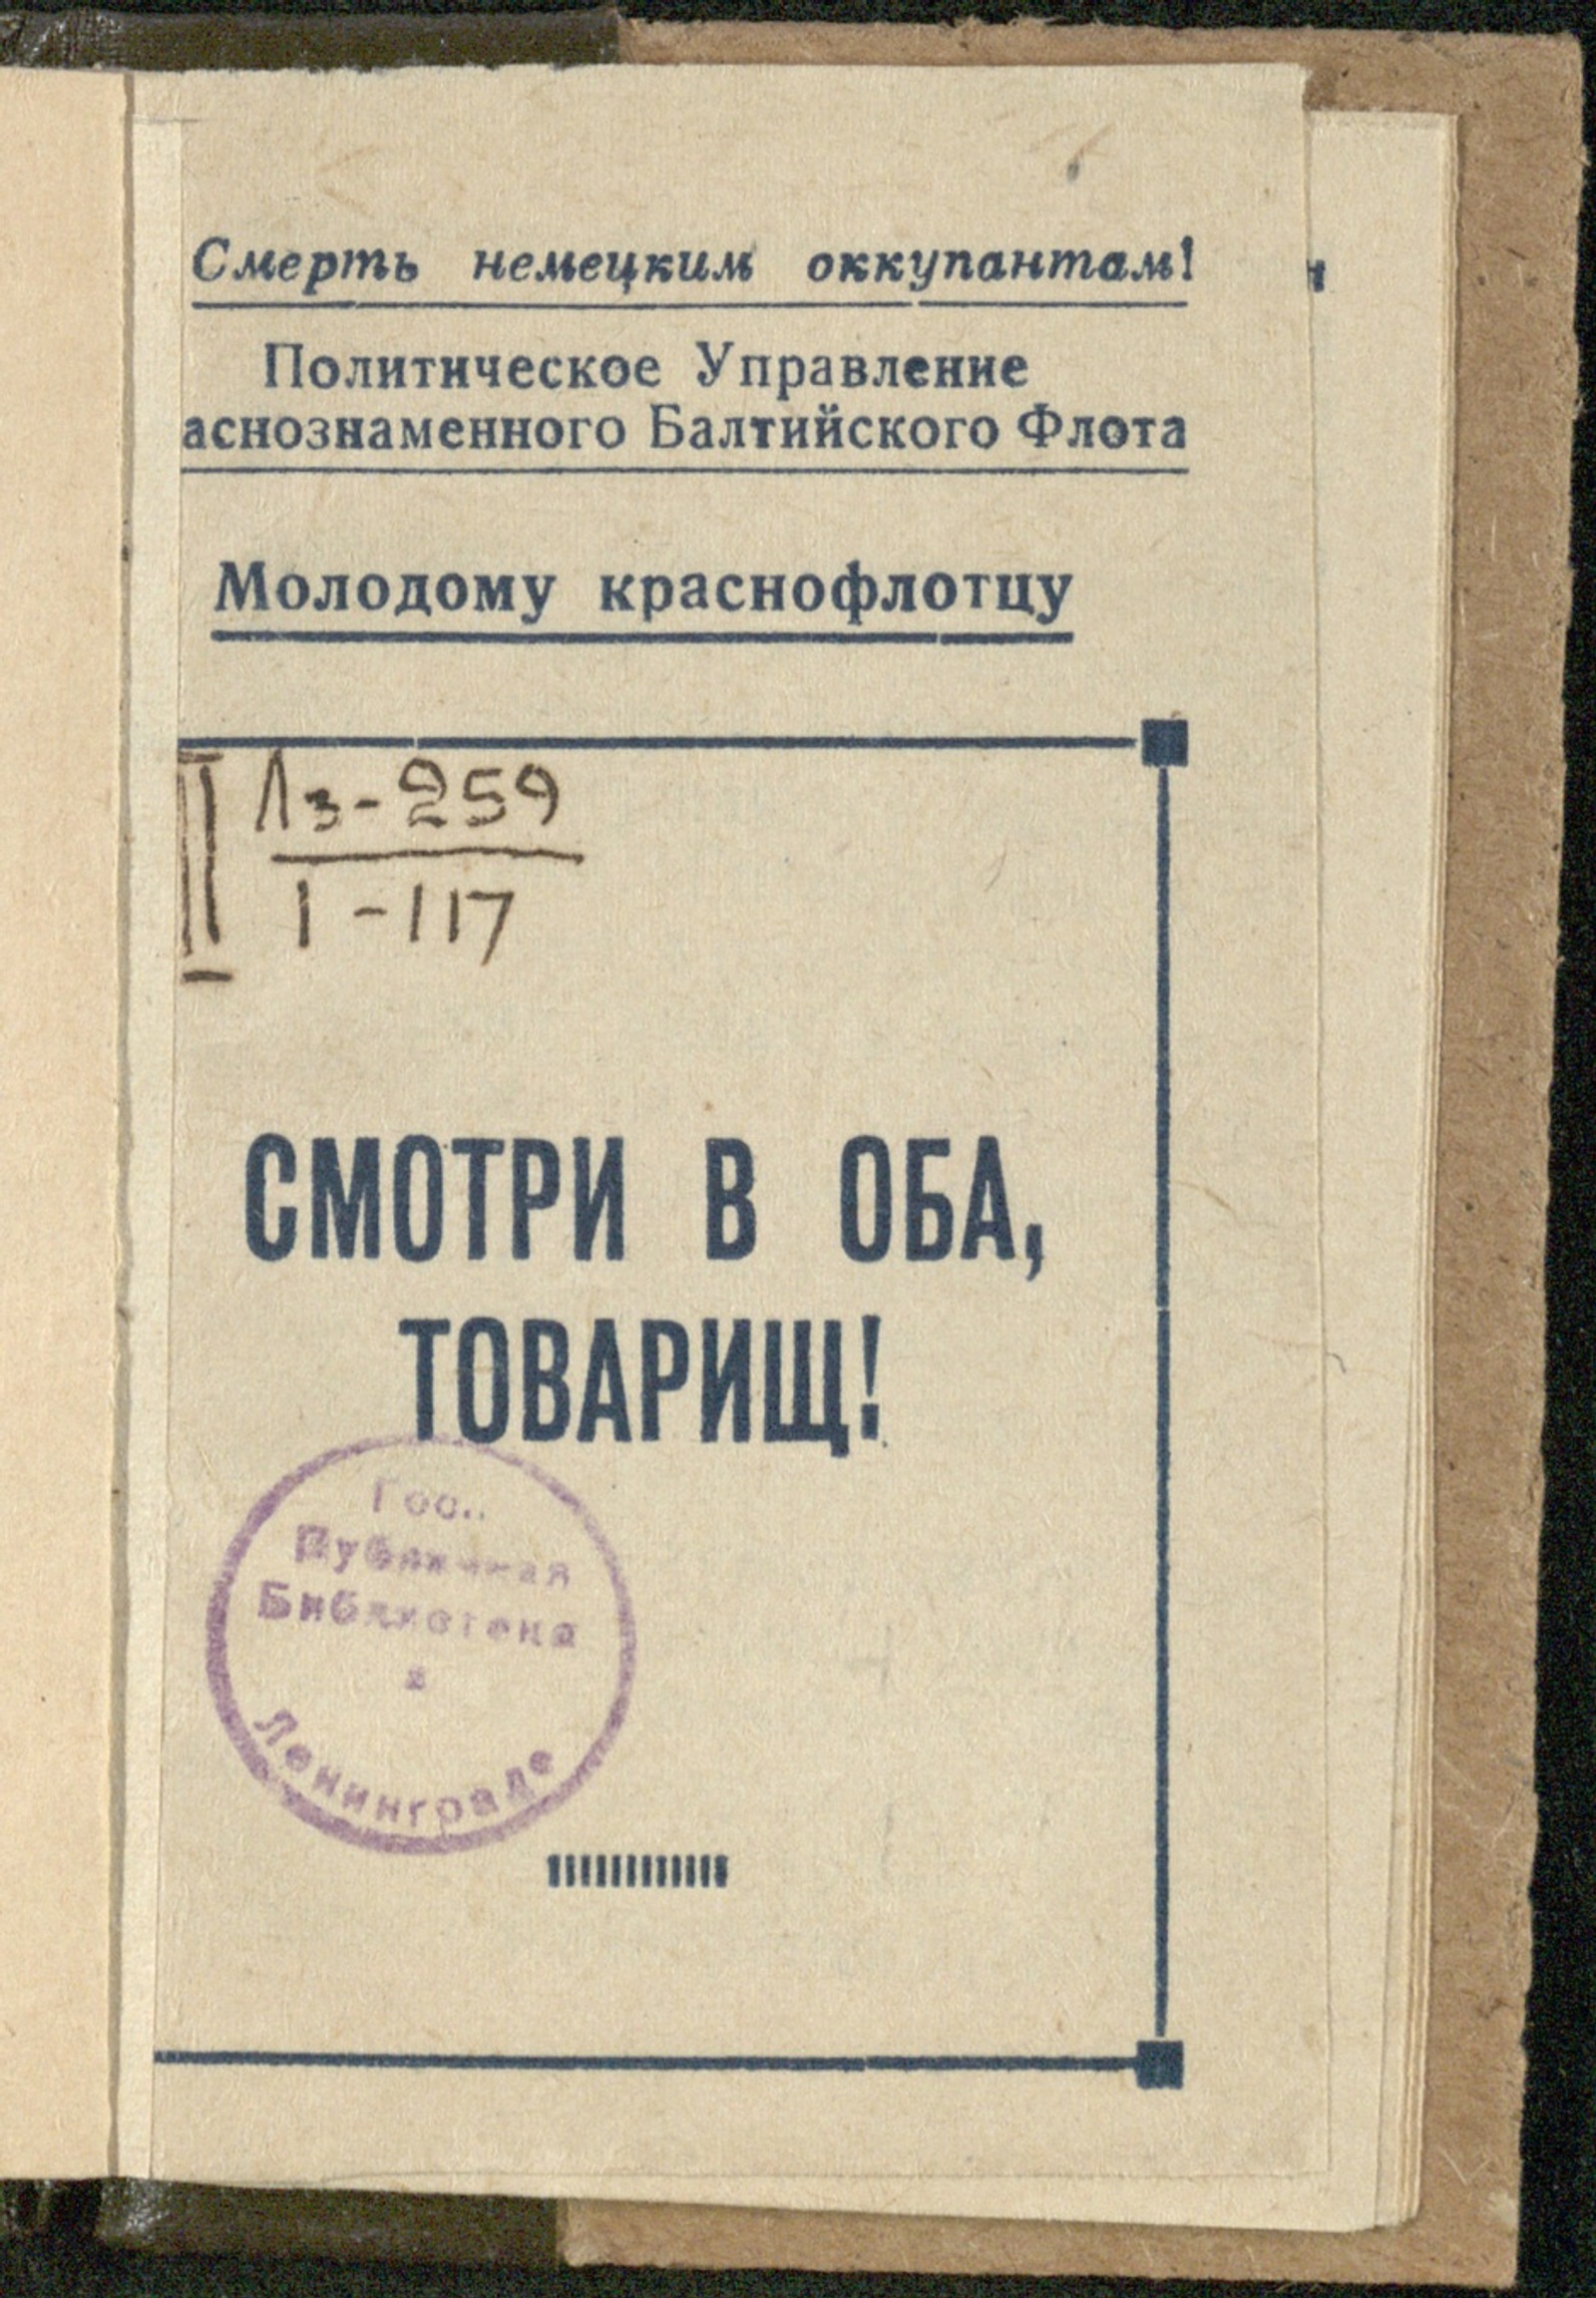 Смерть немецким оккупантам!
Политическое Управление
аснознаменного Балтийского Флота
Молодому краснофлотцу
Лз-259
1-117
СМОТРИ В ОБА,
ТОВАРИЩ!
Гос.
Публичная
Библиотека
в
Ленинграде